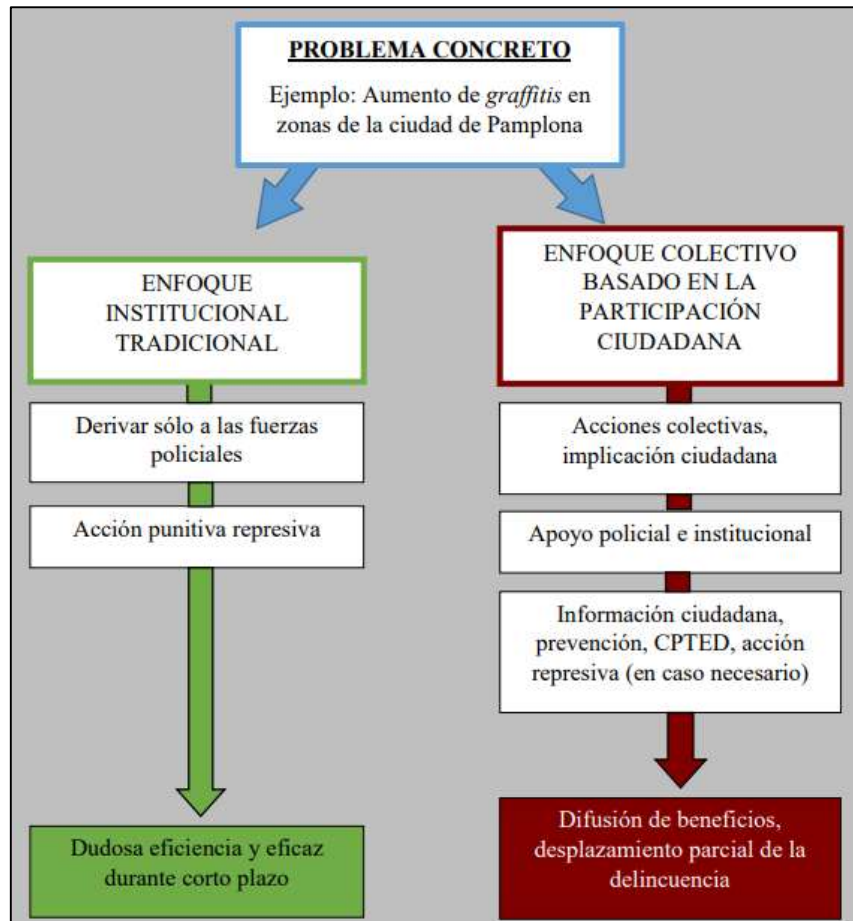 PROBLEMA CONCRETO
Ejemplo: Aumento de graffitis en
zonas de la ciudad de Pamplona
ENFOQUE
INSTITUCIONAL
TRADICIONAL
Derivar sólo a las fuerzas
policiales
Acción punitiva represiva
Dudosa eficiencia y eficaz
durante corto plazo
ENFOQUE COLECTIVO
BASADO EN LA
PARTICIPACIÓN
CIUDADANA
Acciones colectivas,
implicación ciudadana
Apoyo policial e institucional
Información ciudadana,
prevención, CPTED, acción
represiva (en caso necesario)
Difusión de beneficios,
desplazamiento parcial de la
delincuencia